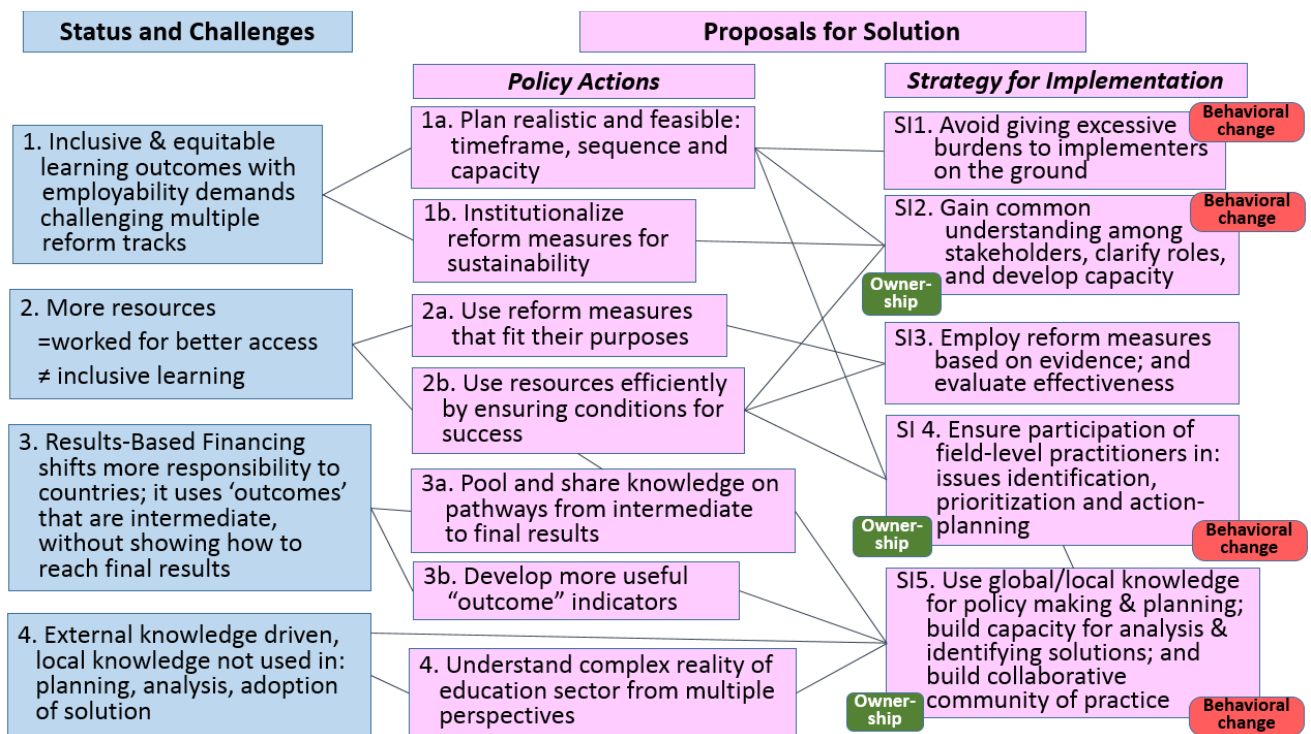 Status and Challenges
Proposals for Solution
Policy Actions
Strategy for Implementation
1. Inclusive & equitable
learning outcomes with
employability demands
challenging multiple
reform tracks
2. More resources
=worked for better access
≠ inclusive learning
3. Results-Based Financing
shifts more responsibility to
countries; it uses ‘outcomes’
that are intermediate,
without showing how to
reach final results
4. External knowledge driven,
local knowledge not used in:
planning, analysis, adoption
of solution
1a. Plan realistic and feasible:
timeframe, sequence and
capacity
1b. Institutionalize
reform measures for
sustainability
2a. Use reform measures
that fit their purposes
2b. Use resources efficiently
by ensuring conditions for
success
3a. Pool and share knowledge on
pathways from intermediate
to final results
3b. Develop more useful
“outcome” indicators
4. Understand complex reality of
education sector from multiple
perspectives
Behavioral
change
SI1. Avoid giving excessive
burdens to implementers
on the ground
Behavioral
change
SI2. Gain common
understanding among
stakeholders, clarify roles,
and develop capacity
Owner-
ship
SI3. Employ reform measures
based on evidence; and
evaluate effectiveness
SI 4. Ensure participation of
field-level practitioners in:
issues identification,
prioritization and action-
planning
Owner-
ship
Behavioral
change
SI5. Use global/local knowledge
for policy making & planning;
build capacity for analysis &
identifying solutions; and
build collaborative
community of practice
Owner-
ship
Behavioral
change